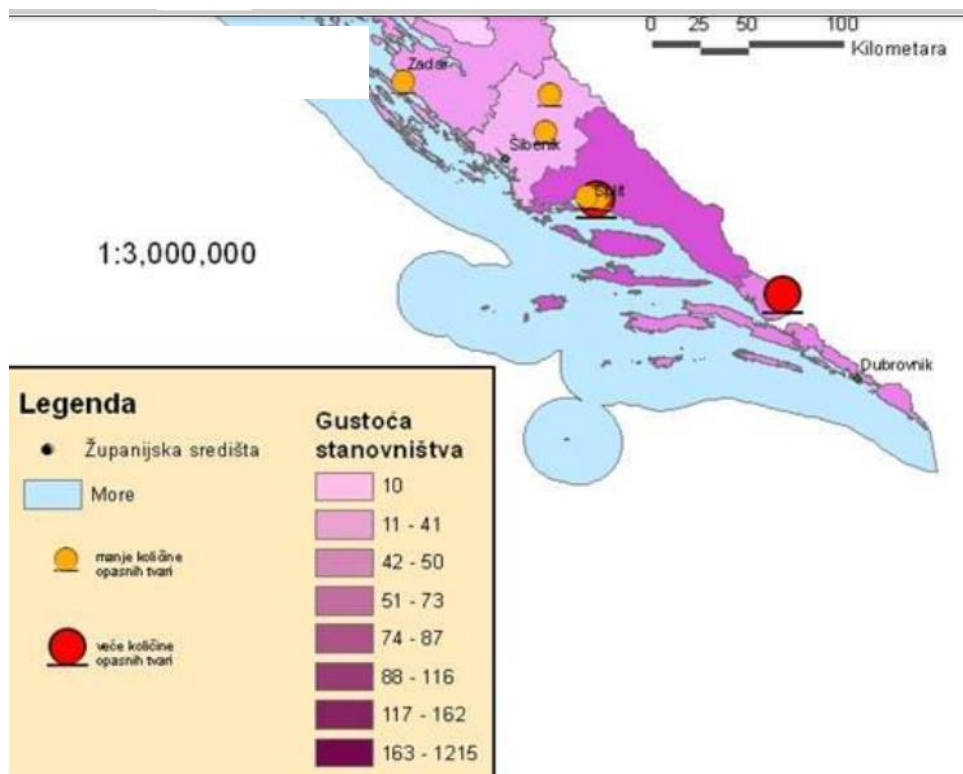 0 25 50 100
Kilometara
Zadar
Šibenik
Split
1:3,000,000
Dubrovnik
Legenda
Županijska središta
More
manje količine
opasnih tvari
veće količine
opasnih tvari
Gustoća
stanovništva
10
11 - 41
42 - 50
51 - 73
74 - 87
88 - 116
117 - 162
163 - 1215